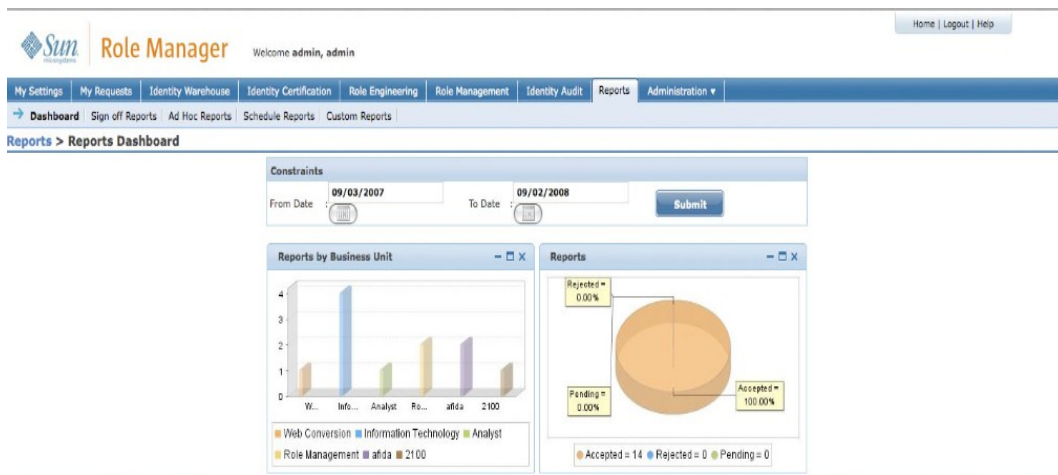 Home | Logout | Help
Sun
microsystems
Role Manager
Welcome admin, admin
My Settings
My Requests
Identity Warehouse
Identity Certification
Role Engineering
Role Management
Identity Audit
Reports
Administration ▾
→ Dashboard
Sign off Reports
Ad Hoc Reports
Schedule Reports
Custom Reports
Reports > Reports Dashboard
Constraints
From Date :
09/03/2007
To Date :
09/02/2008
Submit
Reports by Business Unit
4
3
2
1
0
W...
Info...
Analyst
Ro...
afida
2100
Web Conversion
Information Technology
Analyst
Role Management
afida
2100
Reports
Rejected =
0.00%
Pending =
0.00%
Accepted =
100.00%
Accepted = 14
Rejected = 0
Pending = 0